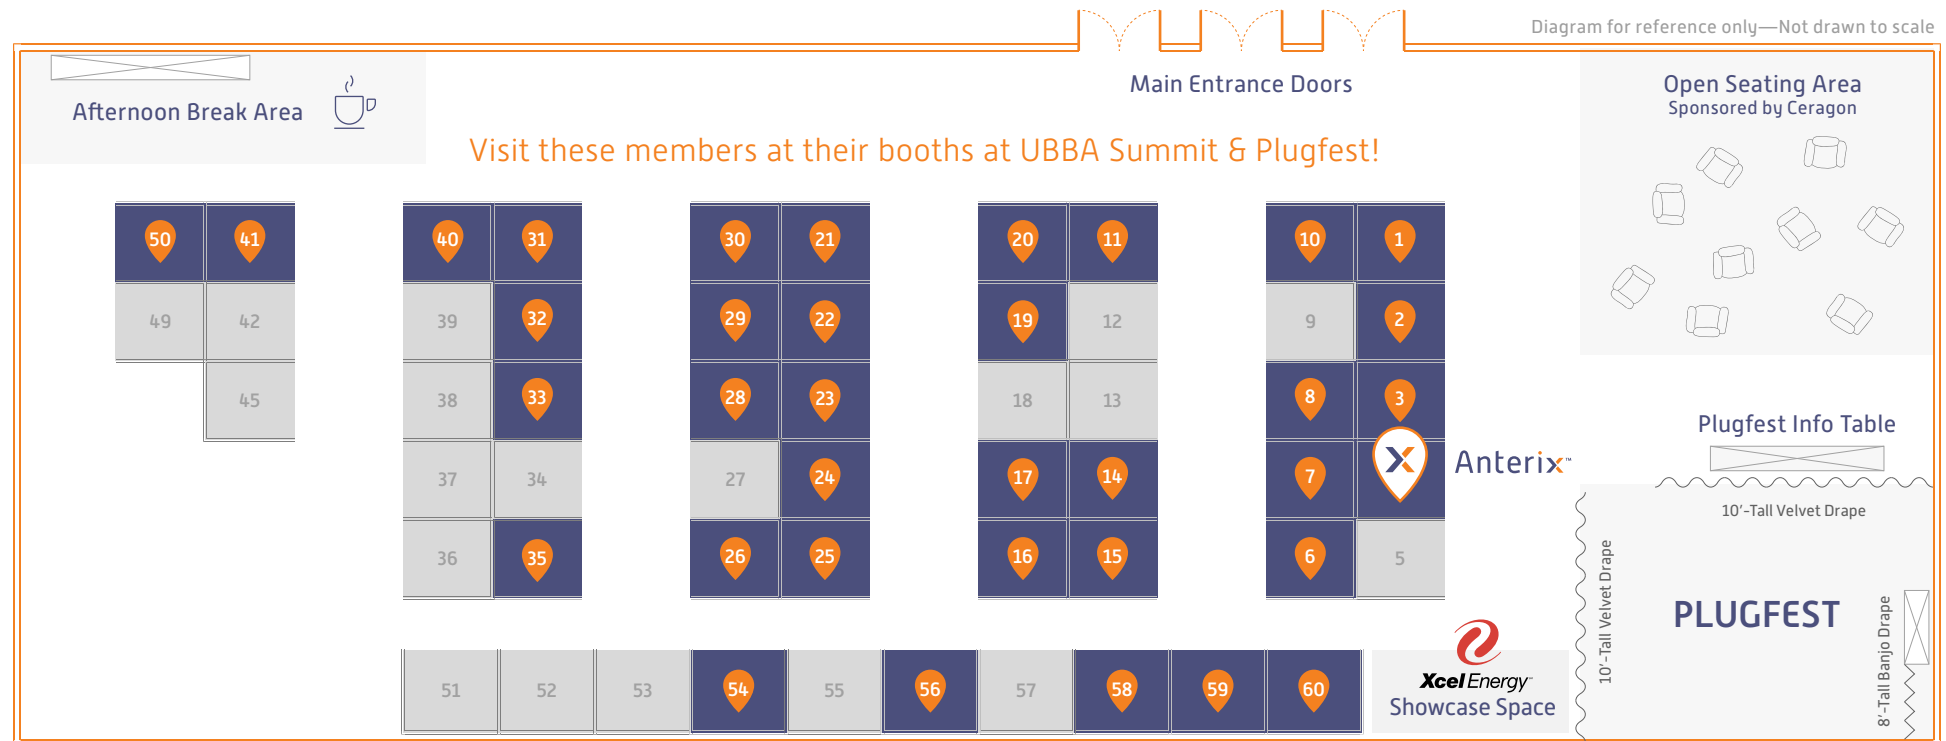 Diagram for reference only—Not drawn to scale
Main Entrance Doors
Open Seating Area
Sponsored by Ceragon
Afternoon Break Area
Visit these members at their booths at UBBA Summit & Plugfest!
50 41 40 31 30 21 20 11 10 1
49 42 39 32 29 22 19 12 9 2
45 38 33 28 23 18 13 8 3
37 34 27 24 17 14 7
36 35 26 25 16 15 6 5
Anterix™
Plugfest Info Table
10’-Tall Velvet Drape
10’-Tall Velvet Drape
PLUGFEST
8’-Tall Banjo Drape
51 52 53 54 55 56 57 58 59 60
Xcel Energy
Showcase Space